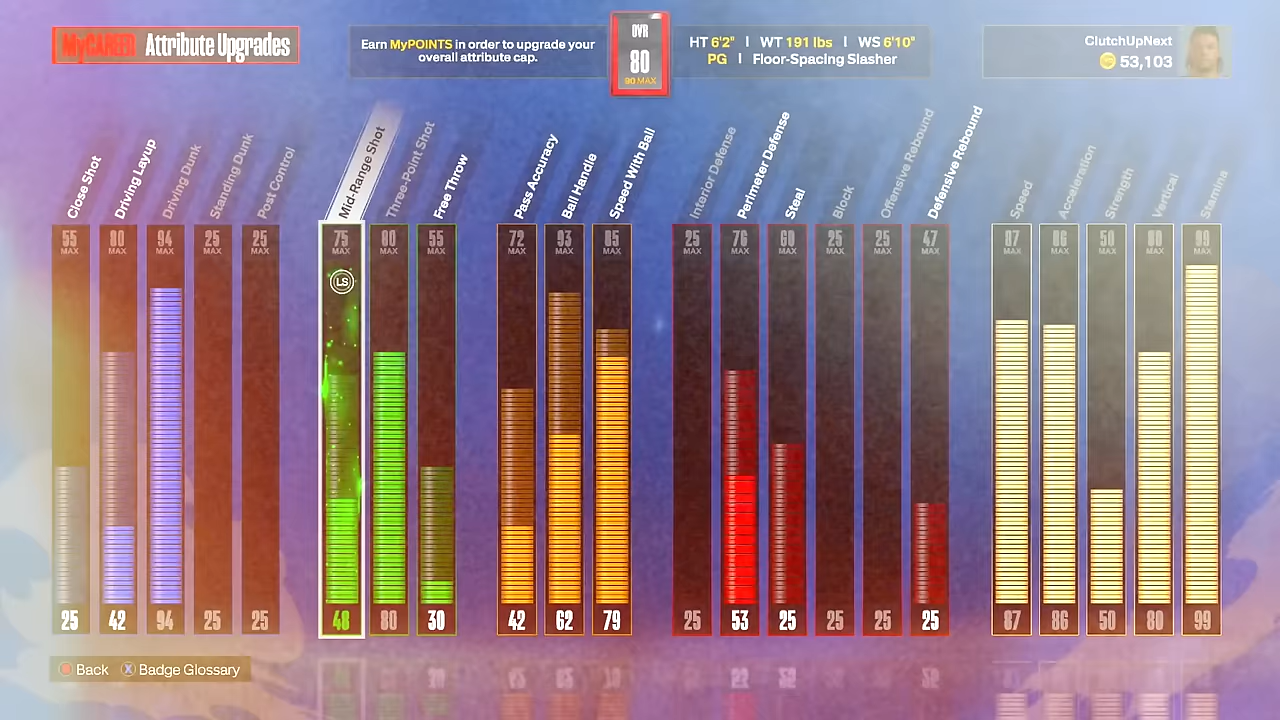 MyCAREER Attribute Upgrades
Earn MyPOINTS in order to upgrade your
overall attribute cap.
OVR
80
90 MAX
HT 6'2" | WT 191 lbs | WS 6'10"
PG | Floor-Spacing Slasher
ClutchUpNext
53,103
Close Shot
Driving Layup
Driving Dunk
Standing Dunk
Post Control
Mid-Range Shot
Three-Point Shot
Free Throw
Pass Accuracy
Ball Handle
Speed With Ball
Interior Defense
Perimeter Defense
Steal
Block
Offensive Rebound
Defensive Rebound
Speed
Acceleration
Strength
Vertical
Stamina
55 80 94 25 25 75 80 55 72 93 85 25 76 60 25 25 47 87 86 50 80 99
MAX MAX MAX MAX MAX MAX MAX MAX MAX MAX MAX MAX MAX MAX MAX MAX MAX MAX MAX MAX MAX MAX
LS
25 42 94 25 25 48 80 30 42 62 79 25 53 25 25 25 25 87 86 50 80 99
Back X Badge Glossary